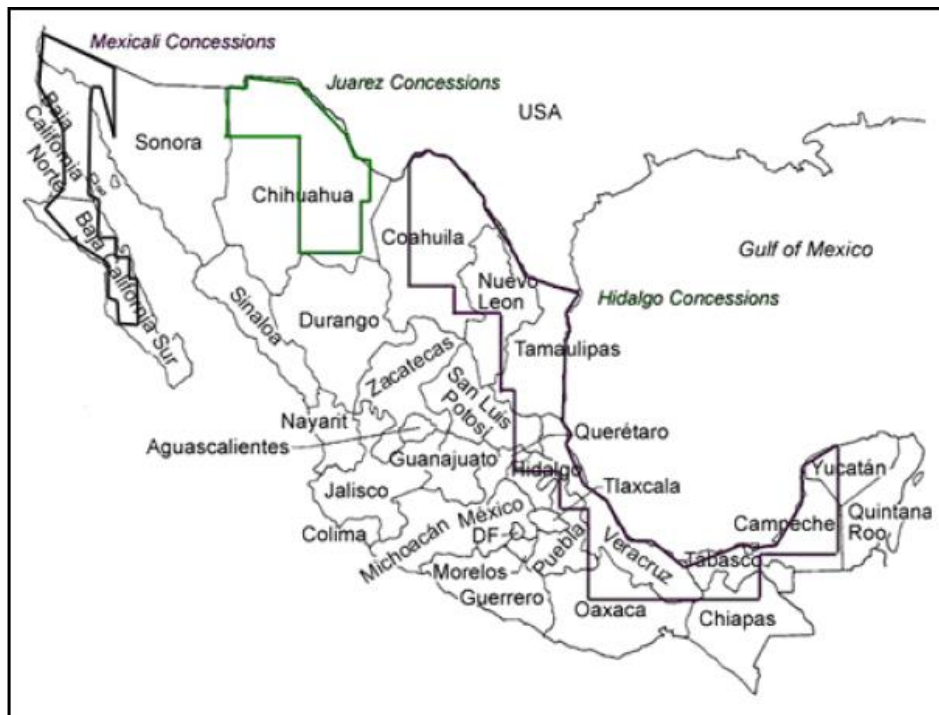 Mexicali Concessions
Juarez Concessions
USA
Baja
California
Norte
Sonora
Chihuahua
Coahuila
Gulf of Mexico
Baja California Sur
Nuevo
Leon
Hidalgo Concessions
Sinaloa
Durango
Tamaulipas
Zacatecas
San Luis
Potosi
Nayarit
Querétaro
Aguascalientes
Guanajuato
Hidalgo
Yucatán
Jalisco
Tlaxcala
México
Quintana
Roo
Campeche
Colima
DF
Michoacán
Puebla
Veracruz
Tabasco
Morelos
Guerrero
Oaxaca
Chiapas